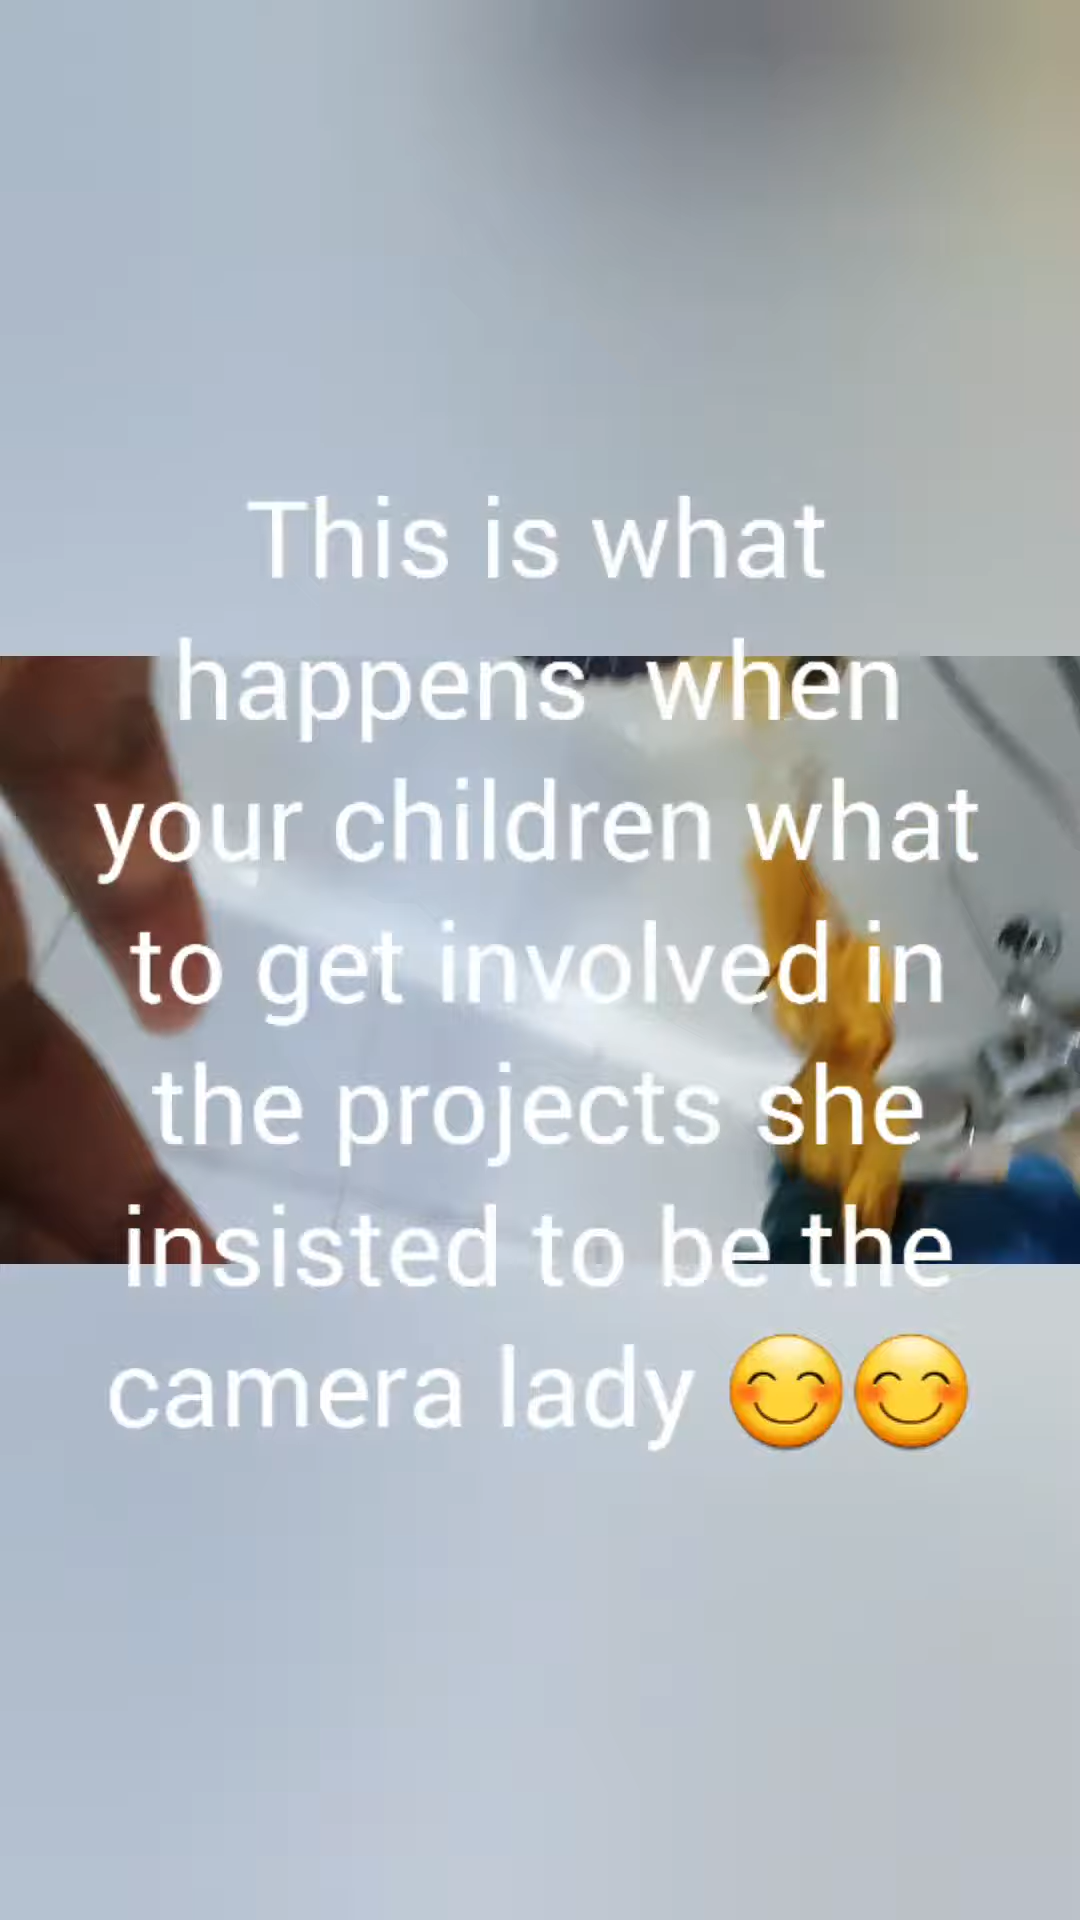 This is what
happens  when
your children what
to get involved in
the projects she
insisted to be the
camera lady 😊😊